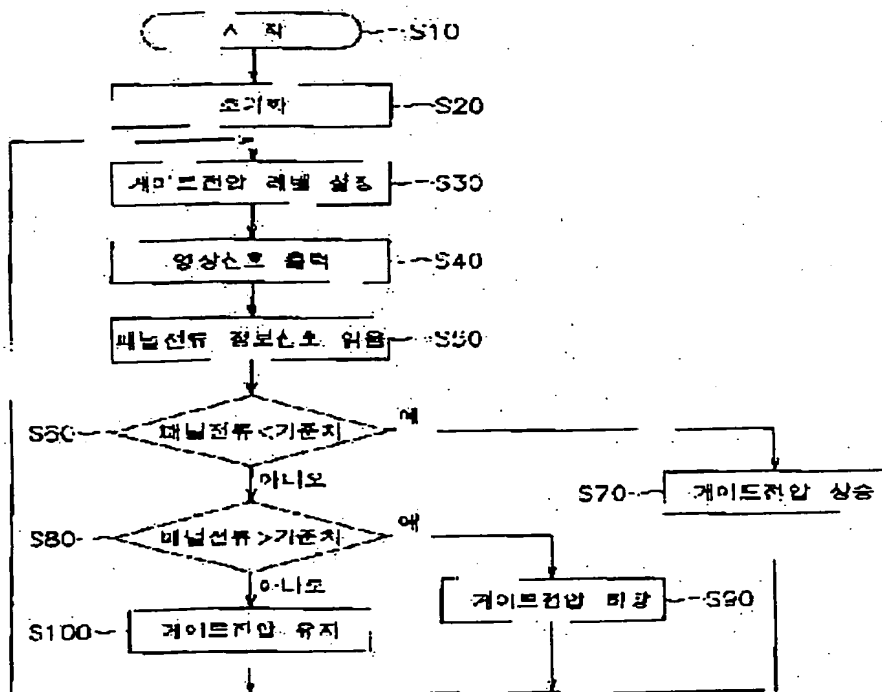 시 작 S10
초기화 S20
게이트전압 레벨 설정 S30
영상신호 출력 S40
패널전류 정보신호 읽음 S50
S60 패널전류<기준치 예
아니오
S70 게이트전압 상승
S80 패널전류>기준치 예
아니오
게이트전압 하강 S90
S100 게이트전압 유지